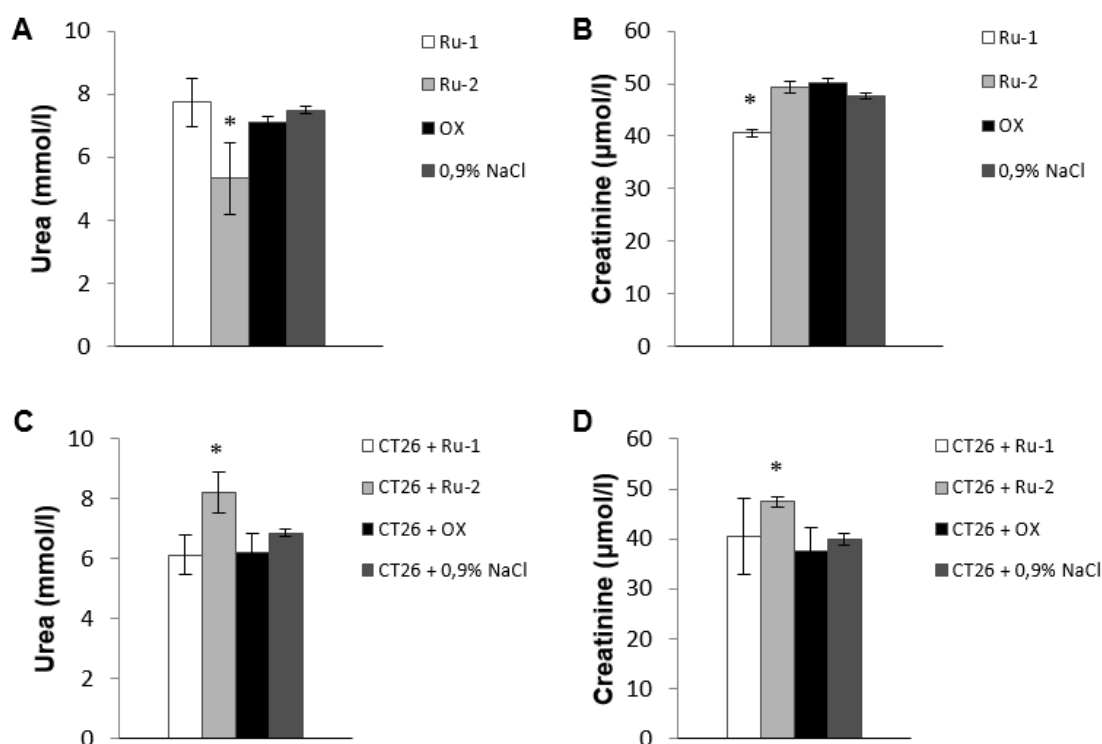 A
Urea (mmol/l)
10
8
6
4
2
0
*
Ru-1
Ru-2
OX
0,9% NaCl
B
Creatinine (µmol/l)
60
50
40
30
20
10
0
*
Ru-1
Ru-2
OX
0,9% NaCl
C
Urea (mmol/l)
10
8
6
4
2
0
*
CT26 + Ru-1
CT26 + Ru-2
CT26 + OX
CT26 + 0,9% NaCl
D
Creatinine (µmol/l)
60
50
40
30
20
10
0
*
CT26 + Ru-1
CT26 + Ru-2
CT26 + OX
CT26 + 0,9% NaCl